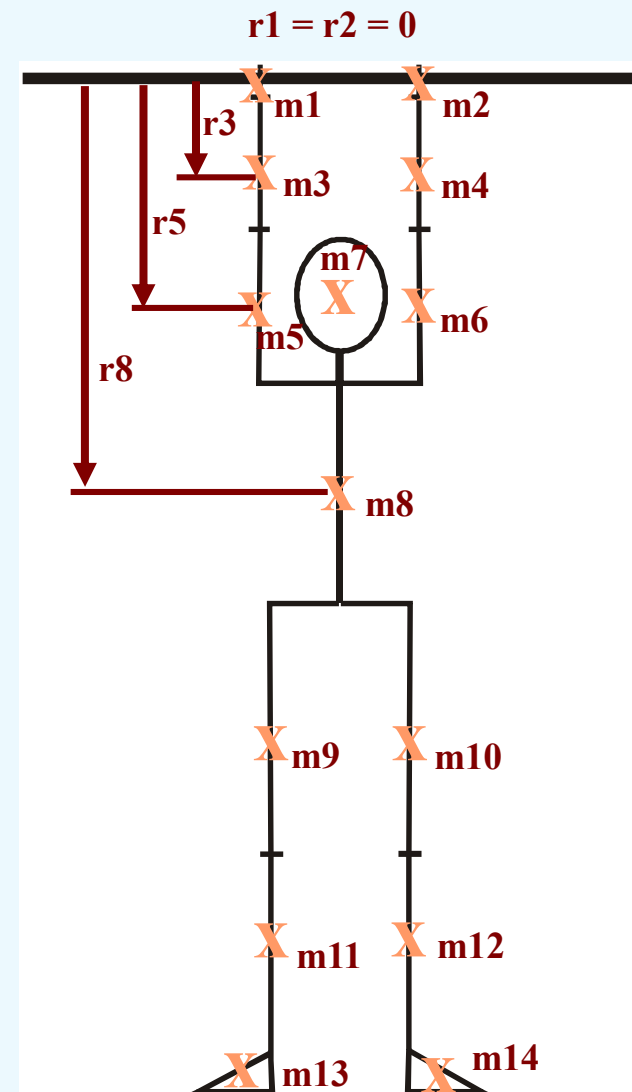 r1 = r2 = 0
X m1 X m2
r3
X m3 X m4
r5
m7
X
X m5 X m6
r8
X m8
X m9 X m10
X m11 X m12
X m13 X m14